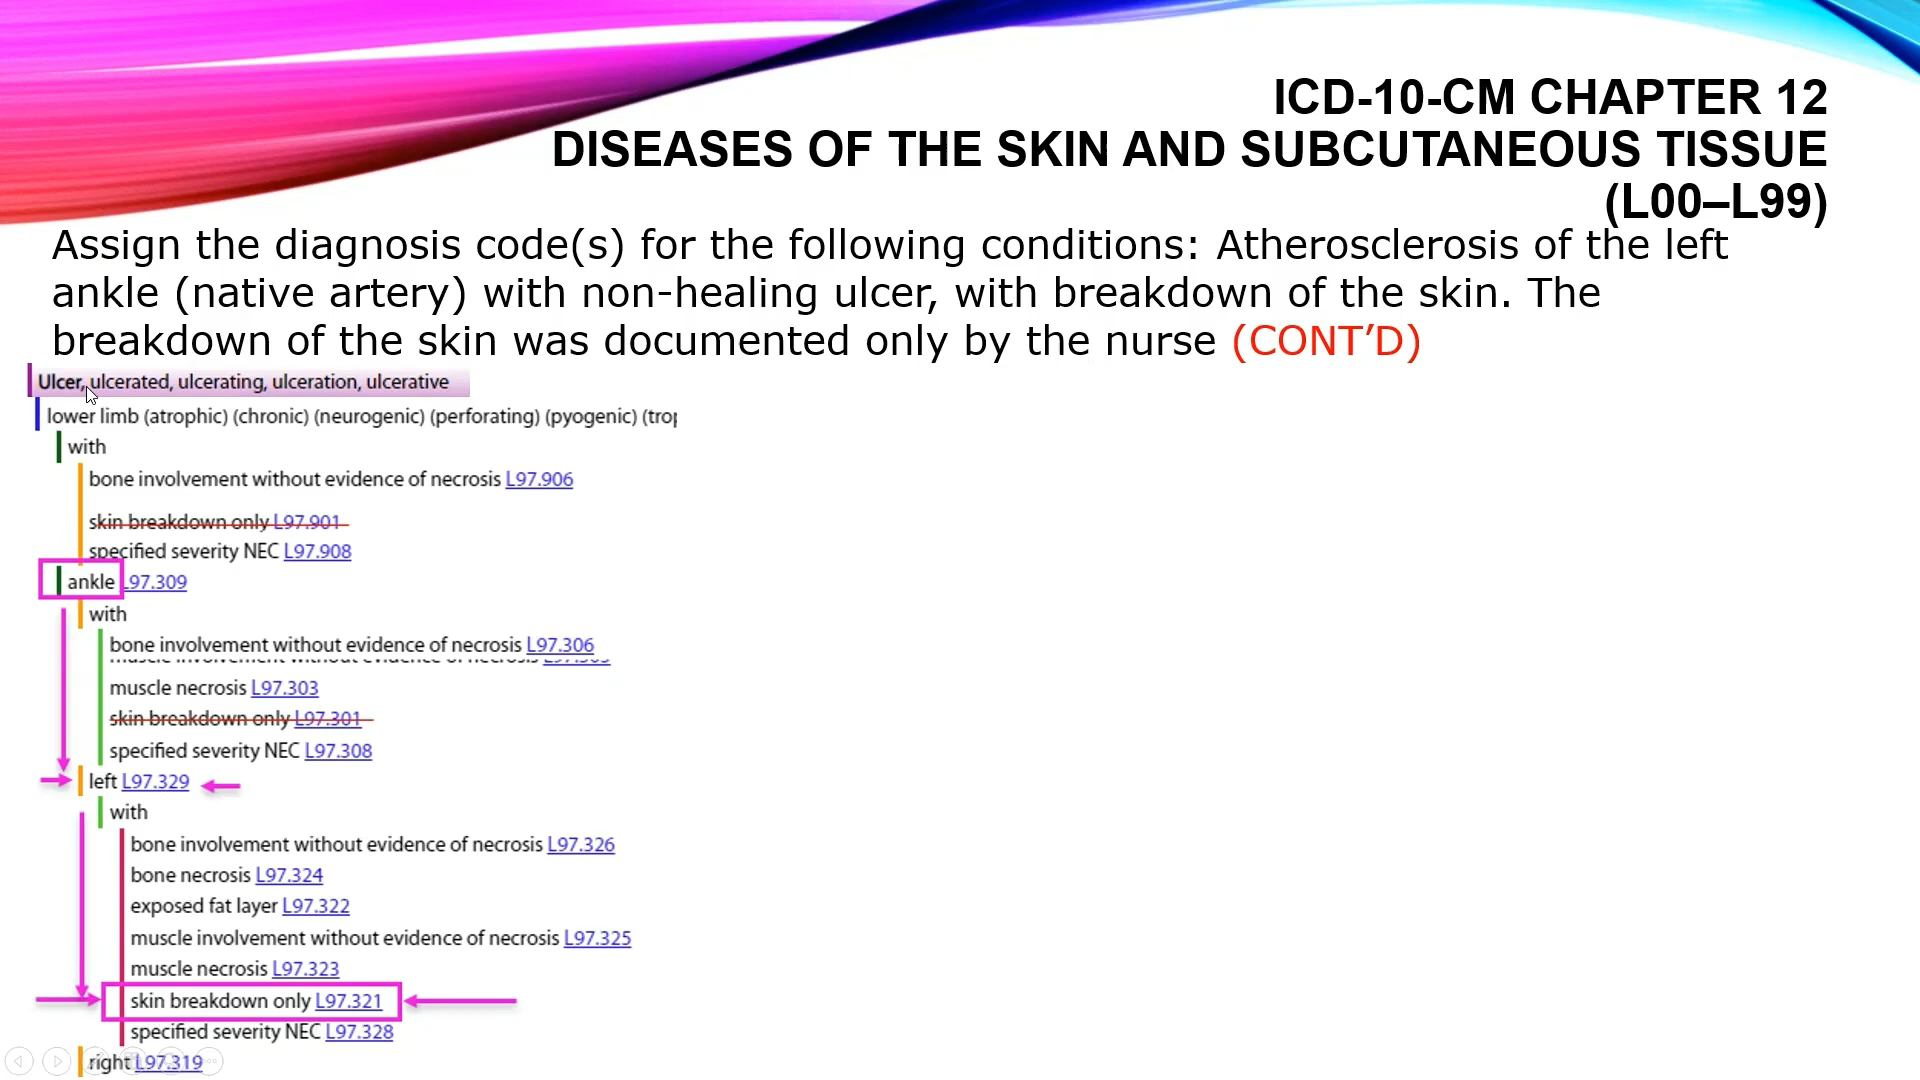 ICD-10-CM CHAPTER 12
DISEASES OF THE SKIN AND SUBCUTANEOUS TISSUE
(L00–L99)
Assign the diagnosis code(s) for the following conditions: Atherosclerosis of the left
ankle (native artery) with non-healing ulcer, with breakdown of the skin. The
breakdown of the skin was documented only by the nurse (CONT’D)
Ulcer, ulcerated, ulcerating, ulceration, ulcerative
lower limb (atrophic) (chronic) (neurogenic) (perforating) (pyogenic)
with
bone involvement without evidence of necrosis L97.906
skin breakdown only L97.901
specified severity NEC L97.908
ankle L97.309
with
bone involvement without evidence of necrosis L97.306
muscle involvement without evidence of necrosis L97.305
muscle necrosis L97.303
skin breakdown only L97.301
specified severity NEC L97.308
left L97.329
with
bone involvement without evidence of necrosis L97.326
bone necrosis L97.324
exposed fat layer L97.322
muscle involvement without evidence of necrosis L97.325
muscle necrosis L97.323
skin breakdown only L97.321
specified severity NEC L97.328
right L97.319